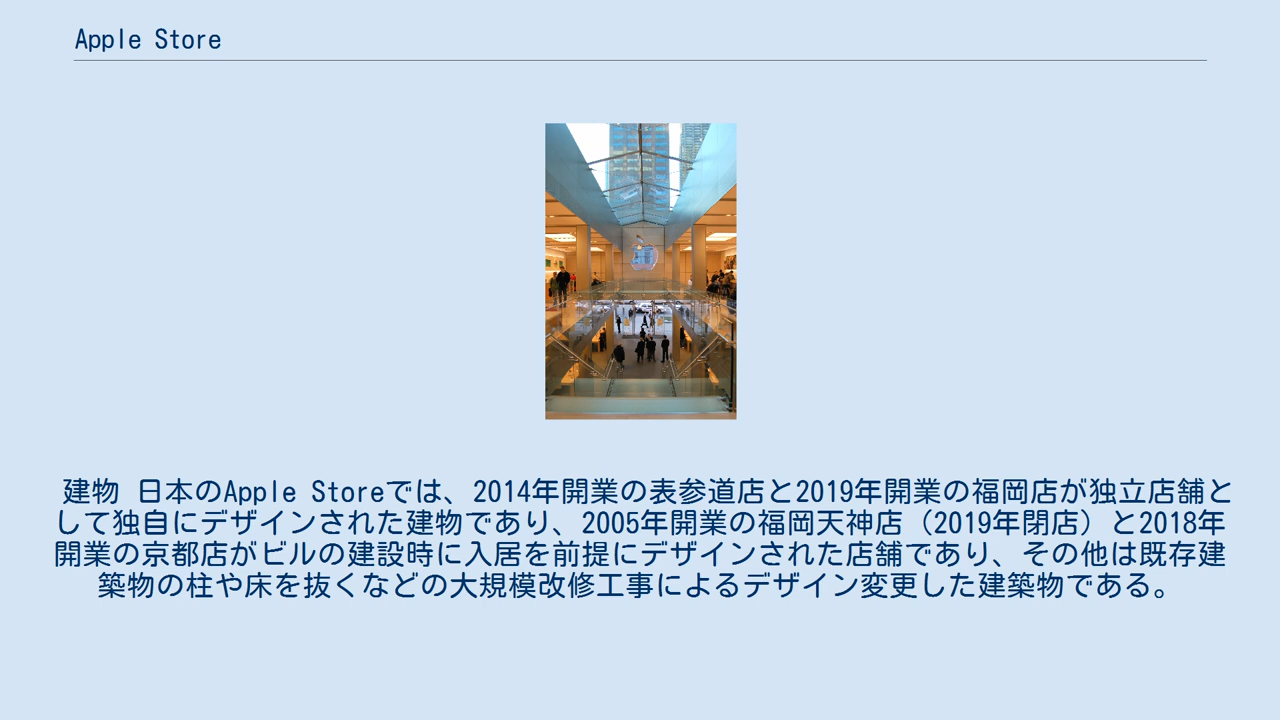 Apple Store
建物 日本のApple Storeでは、2014年開業の表参道店と2019年開業の福岡店が独立店舗と
して独自にデザインされた建物であり、2005年開業の福岡天神店（2019年閉店）と2018年
開業の京都店がビルの建設時に入居を前提にデザインされた店舗であり、その他は既存建
築物の柱や床を抜くなどの大規模改修工事によるデザイン変更した建築物である。